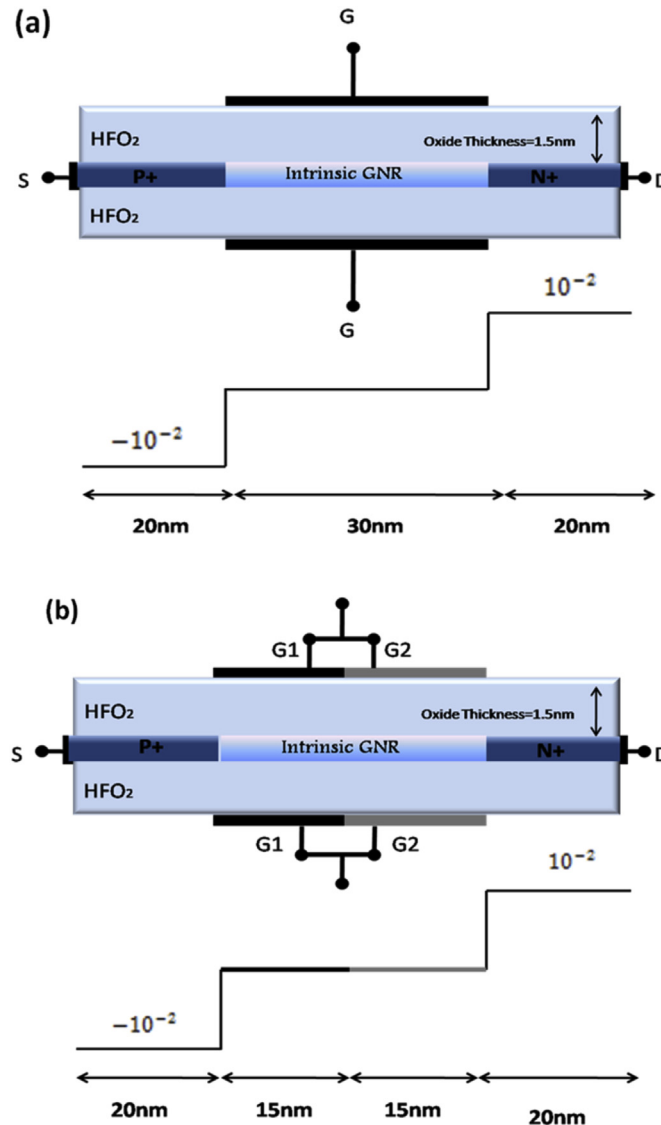 (a)
G
HFO₂
Oxide Thickness=1.5nm
S P+ Intrinsic GNR N+ D
HFO₂
G
10⁻²
−10⁻²
20nm 30nm 20nm
(b)
G1 G2
HFO₂
Oxide Thickness=1.5nm
S P+ Intrinsic GNR N+ D
HFO₂
G1 G2
10⁻²
−10⁻²
20nm 15nm 15nm 20nm